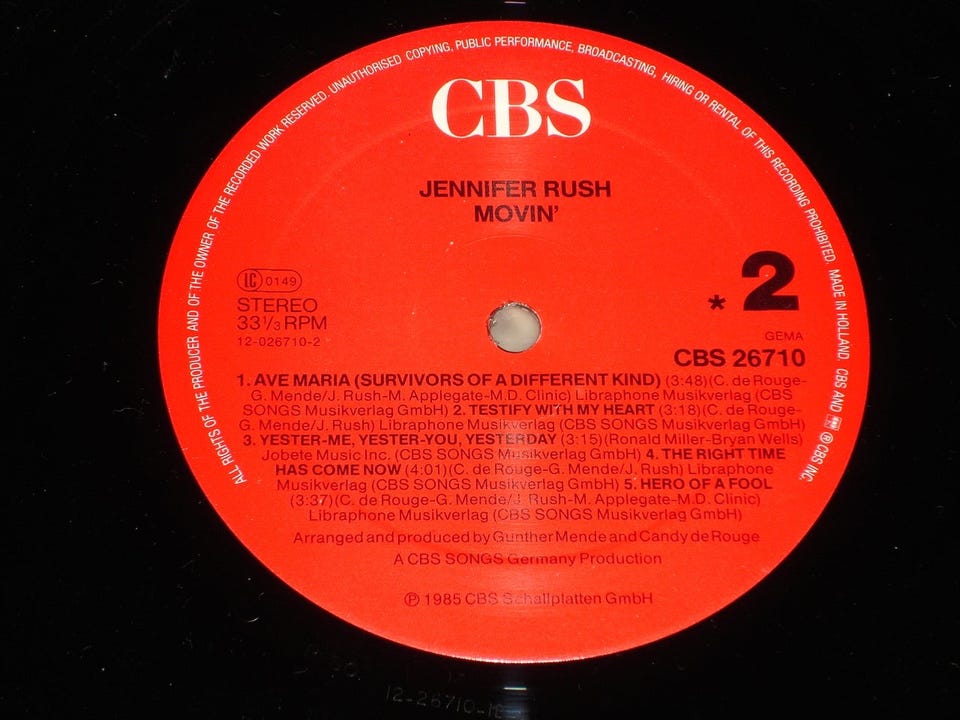 ALL RIGHTS OF THE PRODUCER AND OF THE OWNER OF THE RECORDED WORK RESERVED. UNAUTHORISED COPYING, PUBLIC PERFORMANCE, BROADCASTING, HIRING OR RENTAL OF THIS RECORDING PROHIBITED. MADE IN HOLLAND. CBS AND ® CBS INC.
CBS
JENNIFER RUSH
MOVIN'
LC 0149
STEREO
33⅓ RPM
12-026710-2
* 2
GEMA
CBS 26710
1. AVE MARIA (SURVIVORS OF A DIFFERENT KIND) (3:48)(C. de Rouge-
G. Mende/J. Rush-M. Applegate-M.D. Clinic) Libraphone Musikverlag (CBS
SONGS Musikverlag GmbH) 2. TESTIFY WITH MY HEART (3:18)(C. de Rouge-
G. Mende/J. Rush) Libraphone Musikverlag (CBS SONGS Musikverlag GmbH)
3. YESTER-ME, YESTER-YOU, YESTERDAY (3:15)(Ronald Miller-Bryan Wells)
Jobete Music Inc. (CBS SONGS Musikverlag GmbH) 4. THE RIGHT TIME
HAS COME NOW (4:01)(C. de Rouge-G. Mende/J. Rush) Libraphone
Musikverlag (CBS SONGS Musikverlag GmbH) 5. HERO OF A FOOL
(3:37)(C. de Rouge-G. Mende/J. Rush-M. Applegate-M.D. Clinic)
Libraphone Musikverlag (CBS SONGS Musikverlag GmbH)
Arranged and produced by Gunther Mende and Candy de Rouge
A CBS SONGS Germany Production
℗ 1985 CBS Schallplatten GmbH